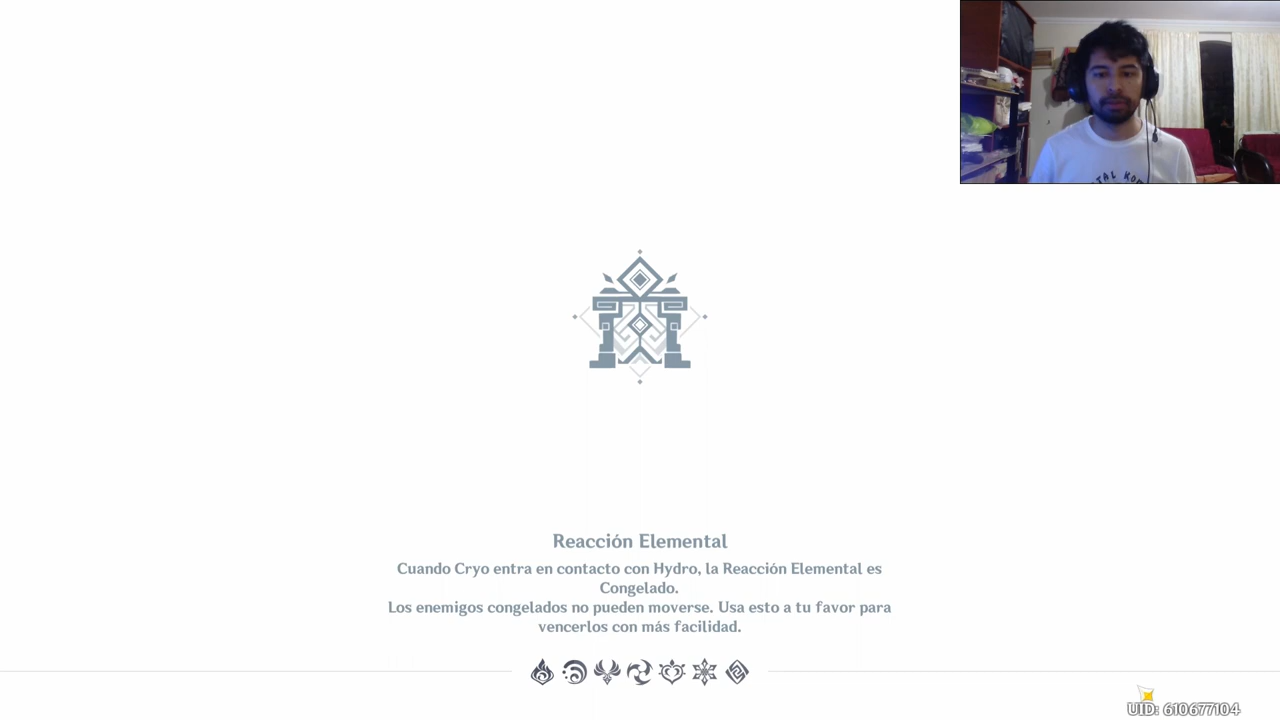 Reacción Elemental
Cuando Cryo entra en contacto con Hydro, la Reacción Elemental es
Congelado.
Los enemigos congelados no pueden moverse. Usa esto a tu favor para
vencerlos con más facilidad.
UID: 610677104